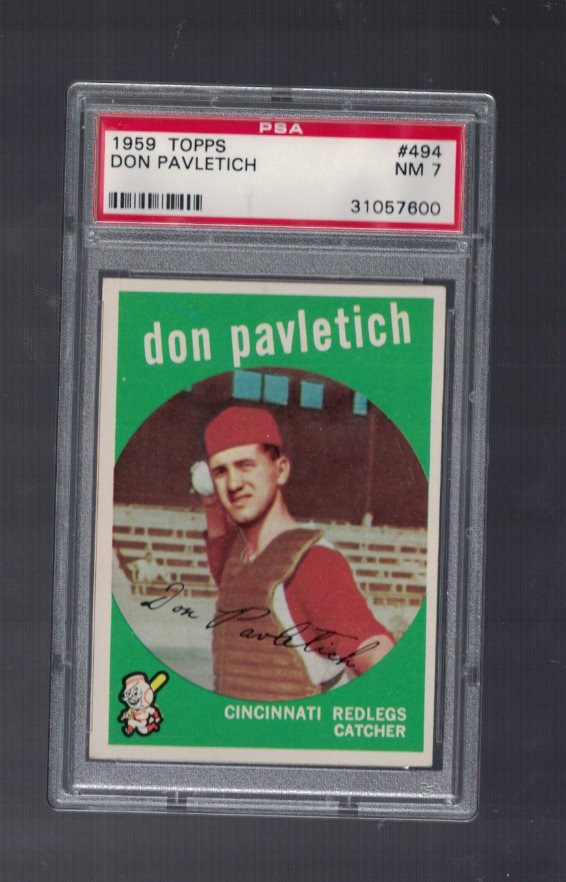 PSA
1959 TOPPS #494
DON PAVLETICH NM 7
31057600
don pavletich
Don Pavletich
CINCINNATI REDLEGS
CATCHER